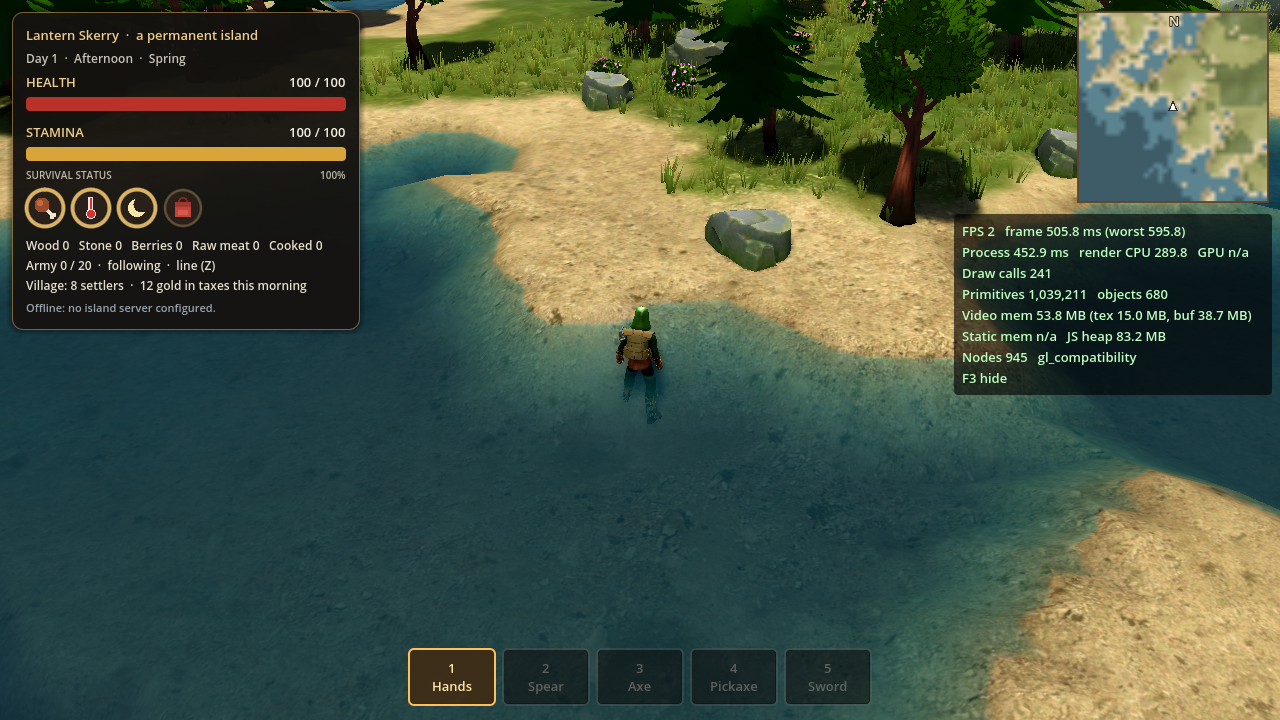 Lantern Skerry · a permanent island
Day 1 · Afternoon · Spring
HEALTH 100 / 100
STAMINA 100 / 100
SURVIVAL STATUS 100%
Wood 0 Stone 0 Berries 0 Raw meat 0 Cooked 0
Army 0 / 20 · following · line (Z)
Village: 8 settlers · 12 gold in taxes this morning
Offline: no island server configured.
N
FPS 2 frame 505.8 ms (worst 595.8)
Process 452.9 ms render CPU 289.8 GPU n/a
Draw calls 241
Primitives 1,039,211 objects 680
Video mem 53.8 MB (tex 15.0 MB, buf 38.7 MB)
Static mem n/a JS heap 83.2 MB
Nodes 945 gl_compatibility
F3 hide
1 Hands
2 Spear
3 Axe
4 Pickaxe
5 Sword